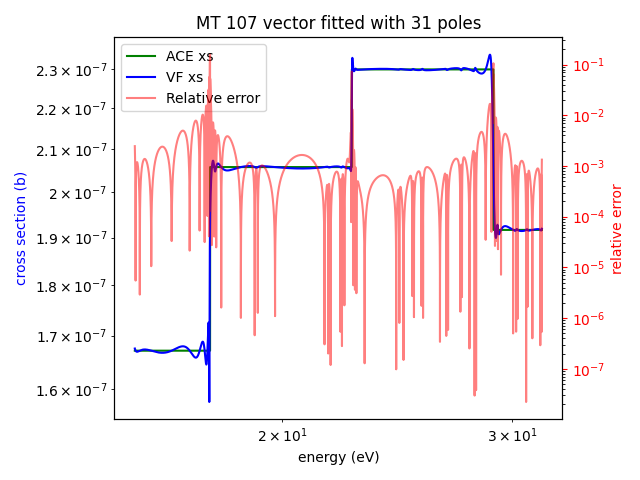 MT 107 vector fitted with 31 poles
ACE xs
VF xs
Relative error
2.3 × 10⁻⁷
2.2 × 10⁻⁷
2.1 × 10⁻⁷
2 × 10⁻⁷
1.9 × 10⁻⁷
1.8 × 10⁻⁷
1.7 × 10⁻⁷
1.6 × 10⁻⁷
cross section (b)
10⁻¹
10⁻²
10⁻³
10⁻⁴
10⁻⁵
10⁻⁶
10⁻⁷
relative error
2 × 10¹
3 × 10¹
energy (eV)